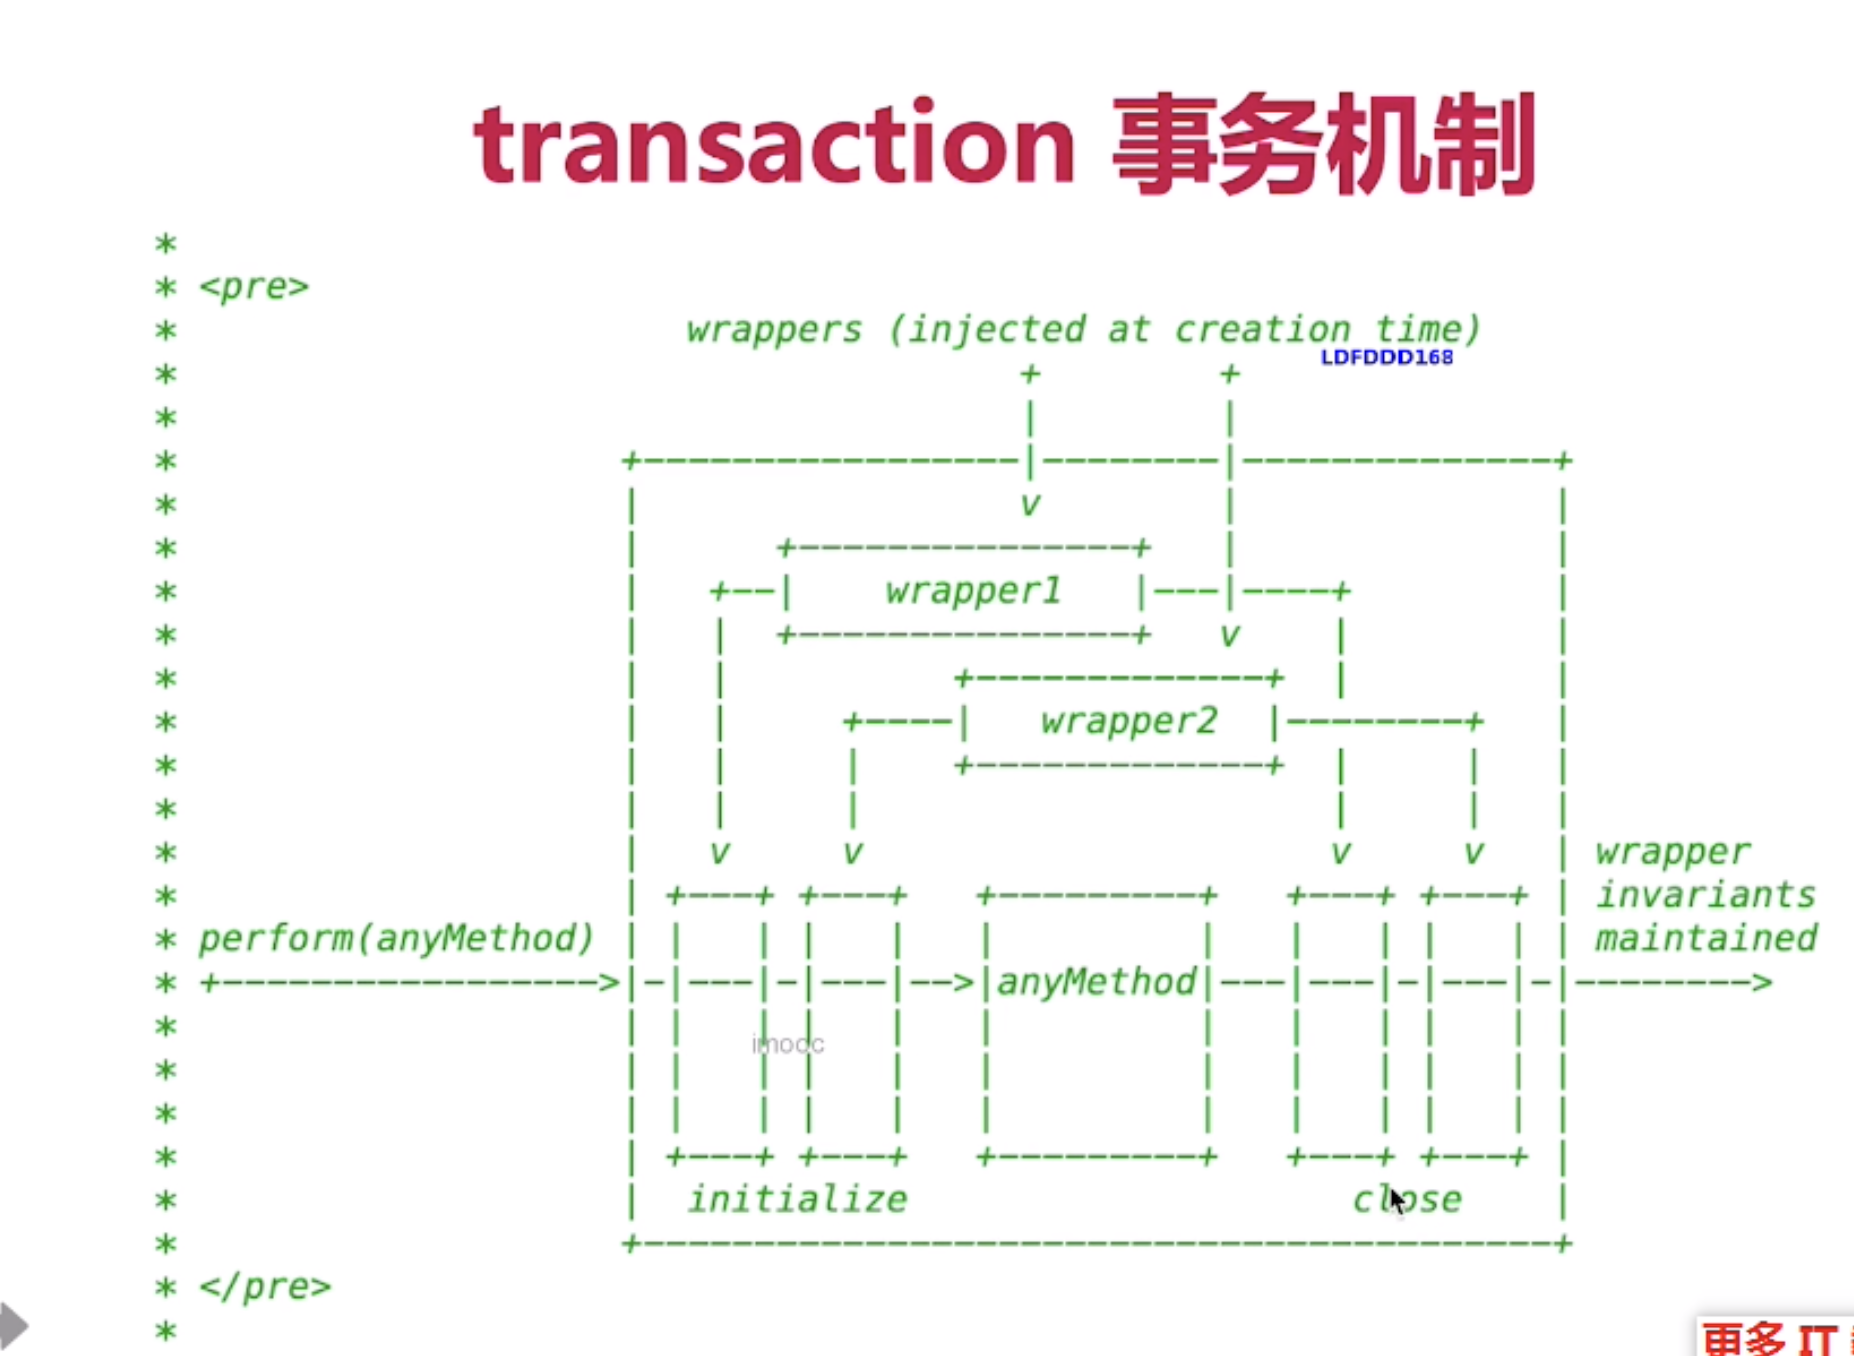 transaction 事务机制
*
* <pre>
* wrappers (injected at creation time)
LDFDDD168
* + +
* | |
* +-----------------|--------|--------------+
* | v | |
* | +---------------+ | |
* | +--| wrapper1 |---|----+ |
* | | +---------------+ v | |
* | | +-------------+ | |
* | | +----| wrapper2 |--------+ |
* | | | +-------------+ | | |
* | | | | | |
* | v v v v | wrapper
* | +---+ +---+ +---------+ +---+ +---+ | invariants
* perform(anyMethod) | | | | | | | | | | | | maintained
* +----------------->|-|---|-|---|-->|anyMethod|---|---|-|---|-|-------->
* | | | | | | | | | | | |
imooc
* | | | | | | | | | | | |
* | | | | | | | | | | | |
* | +---+ +---+ +---------+ +---+ +---+ |
* | initialize close |
* +-----------------------------------------+
* </pre>
*
更多 IT